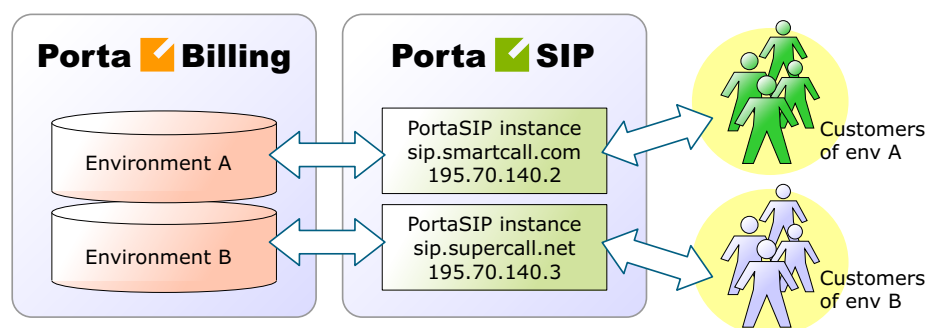 Porta Billing
Porta SIP
Environment A
PortaSIP instance
sip.smartcall.com
195.70.140.2
Customers
of env A
Environment B
PortaSIP instance
sip.supercall.net
195.70.140.3
Customers
of env B